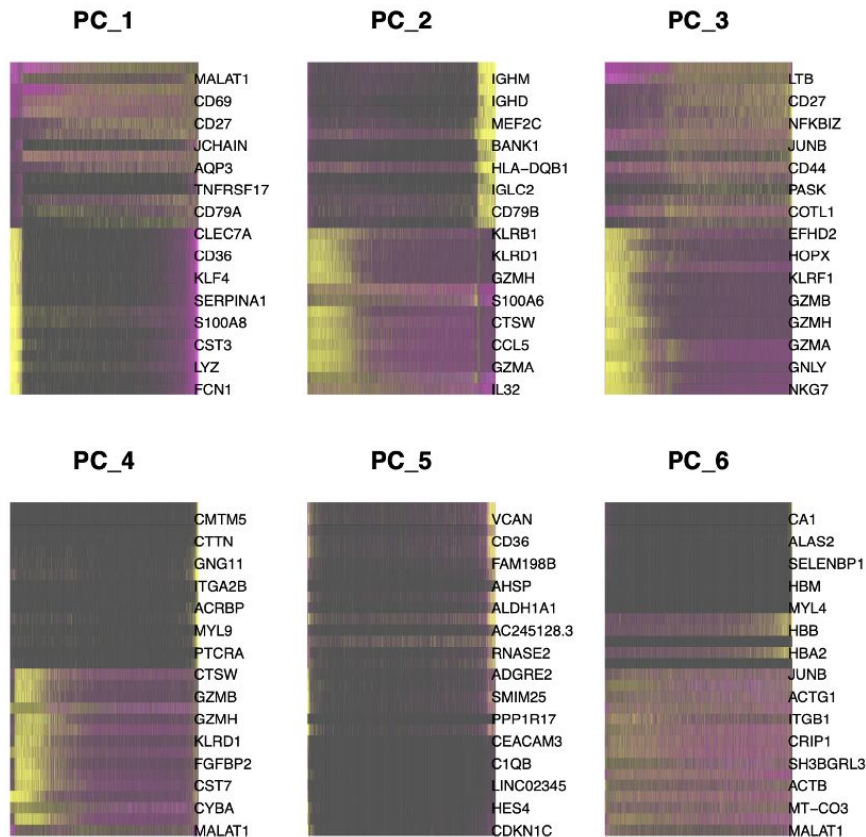 PC_1
MALAT1
CD69
CD27
JCHAIN
AQP3
TNFRSF17
CD79A
CLEC7A
CD36
KLF4
SERPINA1
S100A8
CST3
LYZ
FCN1
PC_2
IGHM
IGHD
MEF2C
BANK1
HLA-DQB1
IGLC2
CD79B
KLRB1
KLRD1
GZMH
S100A6
CTSW
CCL5
GZMA
IL32
PC_3
LTB
CD27
NFKBIZ
JUNB
CD44
PASK
COTL1
EFHD2
HOPX
KLRF1
GZMB
GZMH
GZMA
GNLY
NKG7
PC_4
CMTM5
CTTN
GNG11
ITGA2B
ACRBP
MYL9
PTCRA
CTSW
GZMB
GZMH
KLRD1
FGFBP2
CST7
CYBA
MALAT1
PC_5
VCAN
CD36
FAM198B
AHSP
ALDH1A1
AC245128.3
RNASE2
ADGRE2
SMIM25
PPP1R17
CEACAM3
C1QB
LINC02345
HES4
CDKN1C
PC_6
CA1
ALAS2
SELENBP1
HBM
MYL4
HBB
HBA2
JUNB
ACTG1
ITGB1
CRIP1
SH3BGRL3
ACTB
MT-CO3
MALAT1